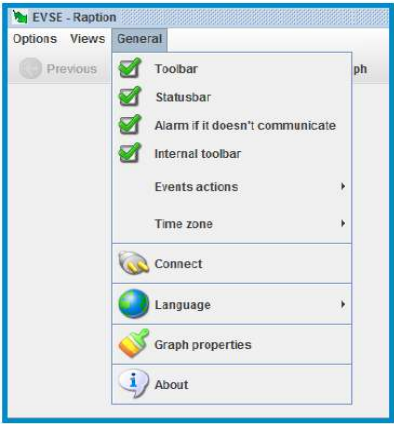 EVSE - Raption
Options Views General
Previous
ph
Toolbar
Statusbar
Alarm if it doesn't communicate
Internal toolbar
Events actions
Time zone
Connect
Language
Graph properties
About